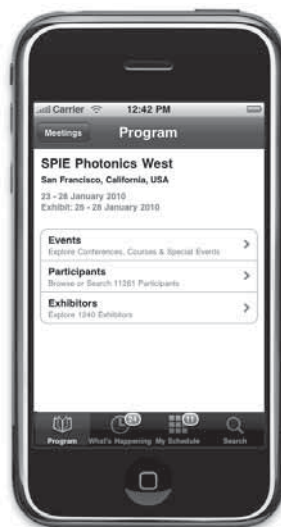 Carrier 12:42 PM
Meetings Program
SPIE Photonics West
San Francisco, California, USA
23 - 28 January 2010
Exhibit: 26 - 28 January 2010
Events
Explore Conferences, Courses & Special Events
Participants
Browse or Search 11281 Participants
Exhibitors
Explore 1240 Exhibitors
Program What's Happening My Schedule Search